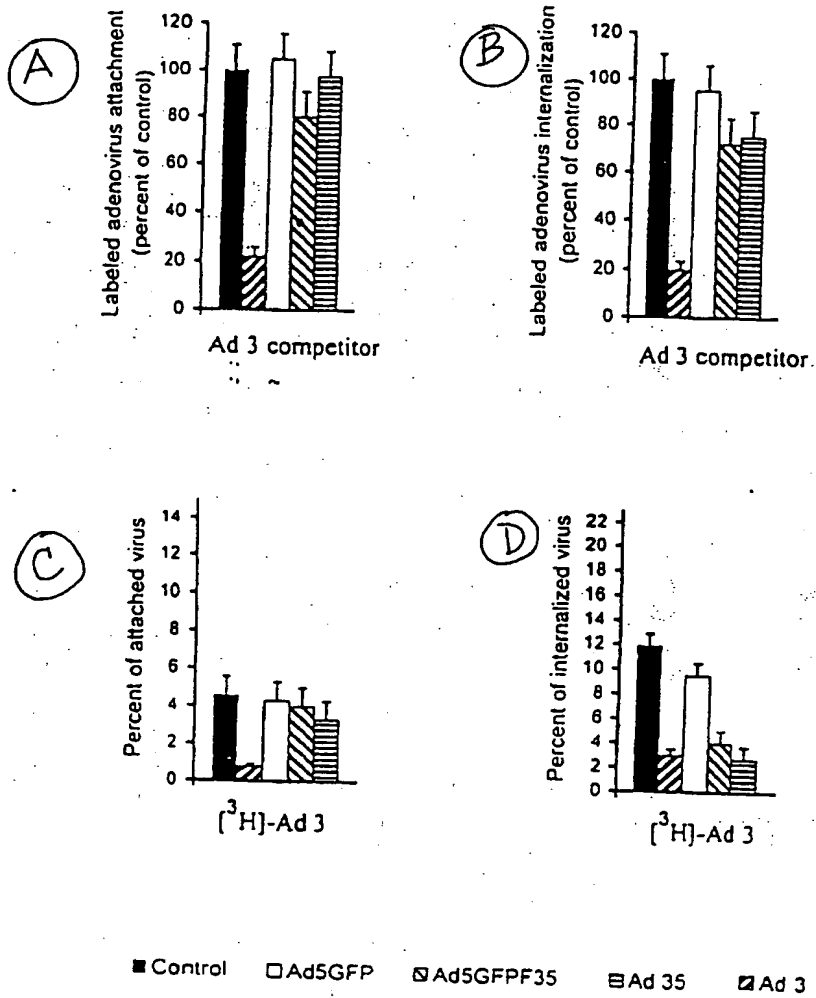 A
Labeled adenovirus attachment
(percent of control)
120
100
80
60
40
20
0
Ad 3 competitor
B
Labeled adenovirus internalization
(percent of control)
120
100
80
60
40
20
0
Ad 3 competitor
C
Percent of attached virus
14
12
10
8
6
4
2
0
[³H]-Ad 3
D
Percent of internalized virus
22
20
18
16
14
12
10
8
6
4
2
0
[³H]-Ad 3
Control Ad5GFP Ad5GFPF35 Ad 35 Ad 3